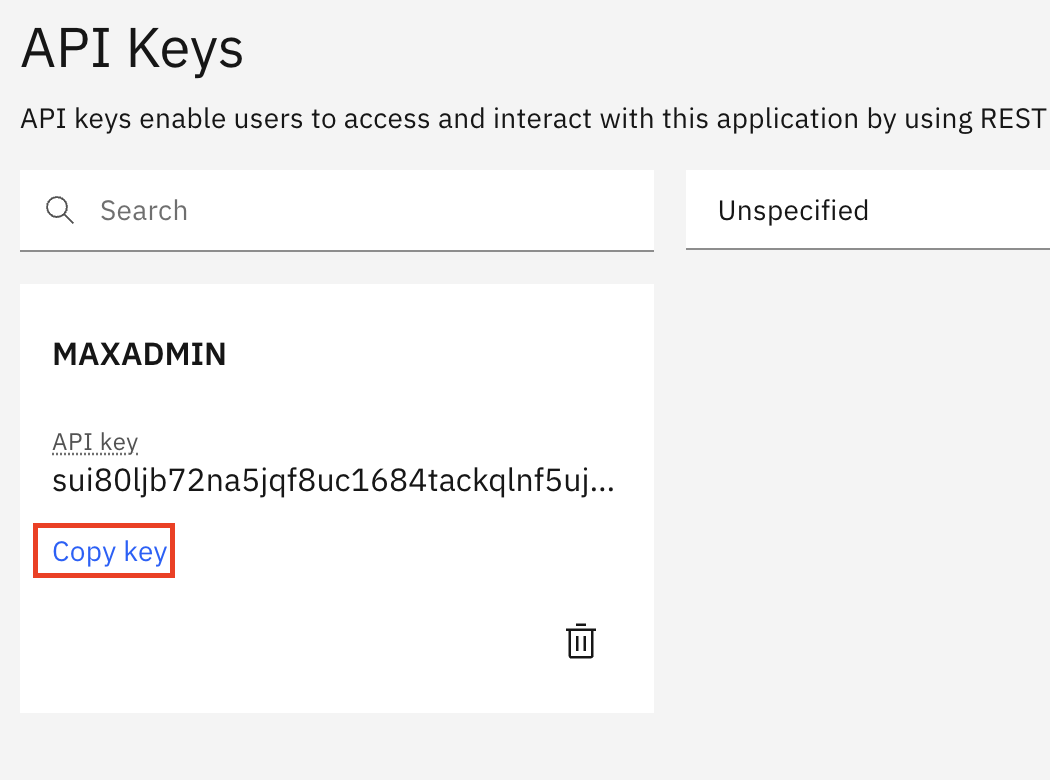 API Keys
API keys enable users to access and interact with this application by using REST
Search
Unspecified
MAXADMIN
API key
sui80ljb72na5jqf8uc1684tackqlnf5uj...
Copy key